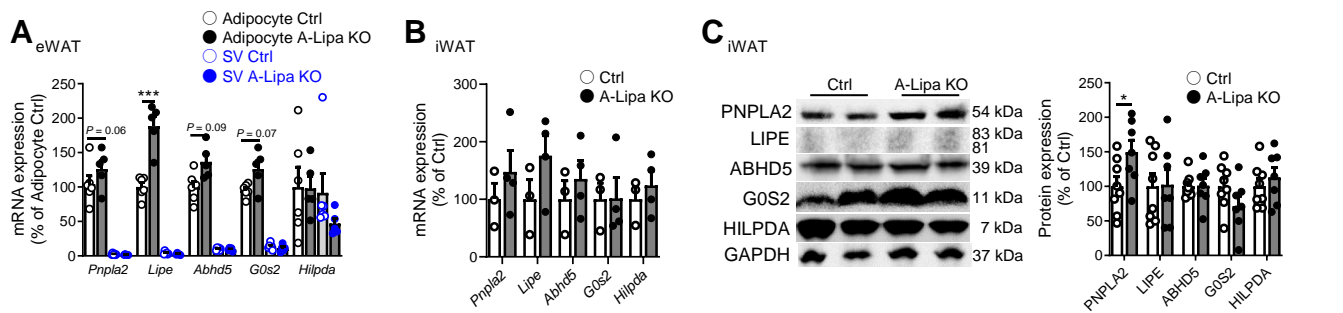 A
eWAT
Adipocyte Ctrl
Adipocyte A-Lipa KO
SV Ctrl
SV A-Lipa KO
mRNA expression
(% of Adipocyte Ctrl)
250
200
150
100
50
0
P = 0.06
***
P = 0.09
P = 0.07
Pnpla2
Lipe
Abhd5
G0s2
Hilpda
B
iWAT
Ctrl
A-Lipa KO
mRNA expression
(% of Ctrl)
300
200
100
0
Pnpla2
Lipe
Abhd5
G0s2
Hilpda
C
iWAT
Ctrl
A-Lipa KO
PNPLA2
54 kDa
LIPE
83 kDa
81
ABHD5
39 kDa
G0S2
11 kDa
HILPDA
7 kDa
GAPDH
37 kDa
Ctrl
A-Lipa KO
Protein expression
(% of Ctrl)
250
200
150
100
50
0
*
PNPLA2
LIPE
ABHD5
G0S2
HILPDA